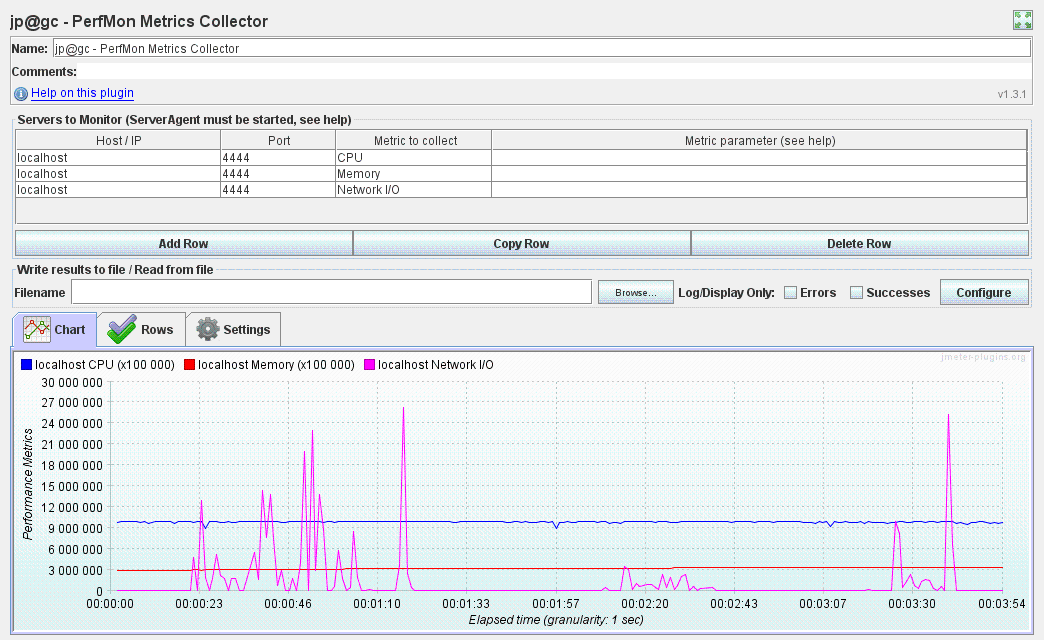 jp@gc - PerfMon Metrics Collector
Name: jp@gc - PerfMon Metrics Collector
Comments:
Help on this plugin
v1.3.1
Servers to Monitor (ServerAgent must be started, see help)
Host / IP Port Metric to collect Metric parameter (see help)
localhost 4444 CPU
localhost 4444 Memory
localhost 4444 Network I/O
Add Row Copy Row Delete Row
Write results to file / Read from file
Filename Browse... Log/Display Only: Errors Successes Configure
Chart Rows Settings
jmeter-plugins.org
localhost CPU (x100 000) localhost Memory (x100 000) localhost Network I/O
Performance Metrics
30 000 000
27 000 000
24 000 000
21 000 000
18 000 000
15 000 000
12 000 000
9 000 000
6 000 000
3 000 000
0
00:00:00 00:00:23 00:00:46 00:01:10 00:01:33 00:01:57 00:02:20 00:02:43 00:03:07 00:03:30 00:03:54
Elapsed time (granularity: 1 sec)